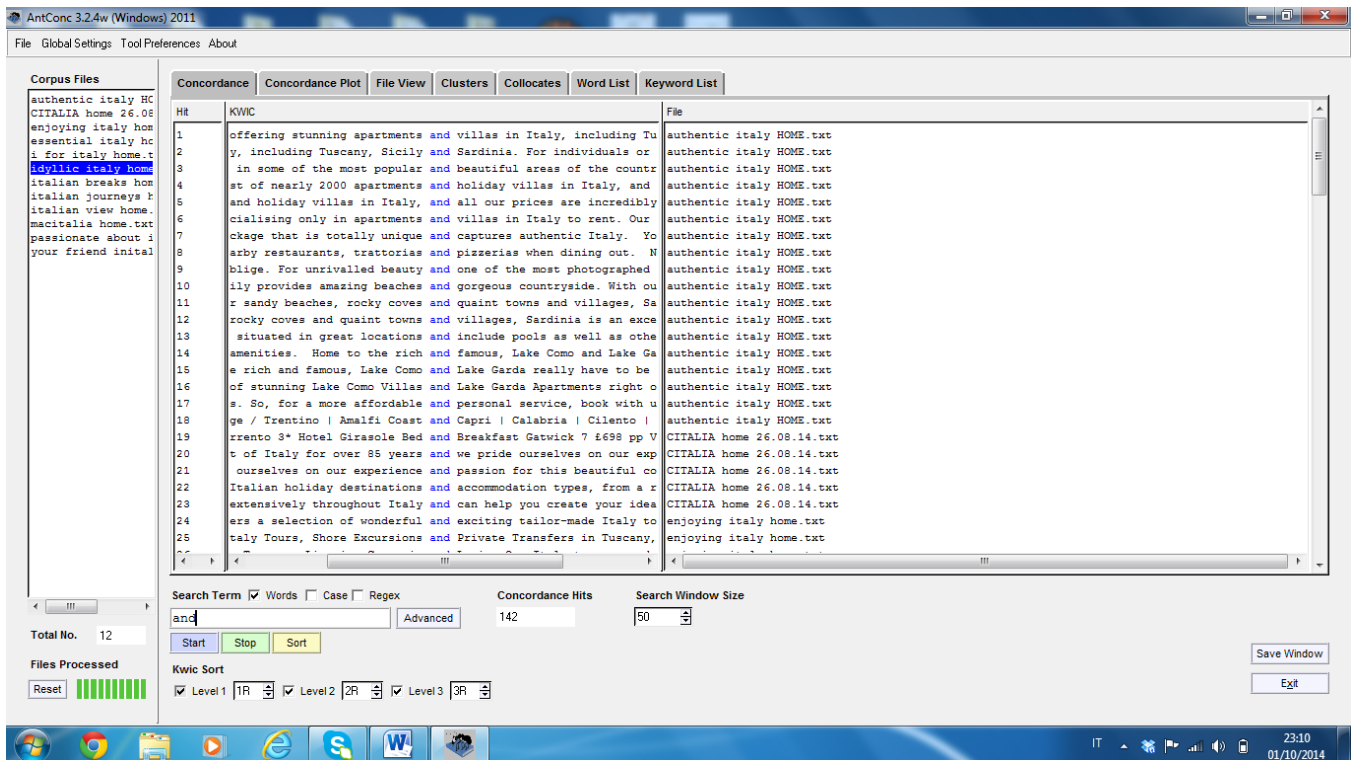 AntConc 3.2.4w (Windows) 2011
File Global Settings Tool Preferences About
Corpus Files
authentic italy HO
CITALIA home 26.08
enjoying italy hom
essential italy ho
i for italy home.t
idyllic italy home
italian breaks hom
italian journeys h
italian view home.
macitalia home.txt
passionate about i
your friend inital
Total No. 12
Files Processed
Reset
Concordance Concordance Plot File View Clusters Collocates Word List Keyword List
Hit KWIC File
1 offering stunning apartments and villas in Italy, including Tu authentic italy HOME.txt
2 y, including Tuscany, Sicily and Sardinia. For individuals or authentic italy HOME.txt
3 in some of the most popular and beautiful areas of the countr authentic italy HOME.txt
4 st of nearly 2000 apartments and holiday villas in Italy, and authentic italy HOME.txt
5 and holiday villas in Italy, and all our prices are incredibly authentic italy HOME.txt
6 cialising only in apartments and villas in Italy to rent. Our authentic italy HOME.txt
7 ckage that is totally unique and captures authentic Italy. Yo authentic italy HOME.txt
8 arby restaurants, trattorias and pizzerias when dining out. N authentic italy HOME.txt
9 blige. For unrivalled beauty and one of the most photographed authentic italy HOME.txt
10 ily provides amazing beaches and gorgeous countryside. With ou authentic italy HOME.txt
11 r sandy beaches, rocky coves and quaint towns and villages, Sa authentic italy HOME.txt
12 rocky coves and quaint towns and villages, Sardinia is an exce authentic italy HOME.txt
13 situated in great locations and include pools as well as othe authentic italy HOME.txt
14 amenities. Home to the rich and famous, Lake Como and Lake Ga authentic italy HOME.txt
15 e rich and famous, Lake Como and Lake Garda really have to be authentic italy HOME.txt
16 of stunning Lake Como Villas and Lake Garda Apartments right o authentic italy HOME.txt
17 s. So, for a more affordable and personal service, book with u authentic italy HOME.txt
18 ge / Trentino | Amalfi Coast and Capri | Calabria | Cilento | authentic italy HOME.txt
19 rrento 3* Hotel Girasole Bed and Breakfast Gatwick 7 £698 pp V CITALIA home 26.08.14.txt
20 t of Italy for over 85 years and we pride ourselves on our exp CITALIA home 26.08.14.txt
21 ourselves on our experience and passion for this beautiful co CITALIA home 26.08.14.txt
22 Italian holiday destinations and accommodation types, from a r CITALIA home 26.08.14.txt
23 extensively throughout Italy and can help you create your idea CITALIA home 26.08.14.txt
24 ers a selection of wonderful and exciting tailor-made Italy to enjoying italy home.txt
25 taly Tours, Shore Excursions and Private Transfers in Tuscany, enjoying italy home.txt
Search Term Words Case Regex Concordance Hits Search Window Size
and Advanced 142 50
Start Stop Sort
Kwic Sort
Level 1 1R Level 2 2R Level 3 3R
Save Window
Exit
IT
23:10
01/10/2014